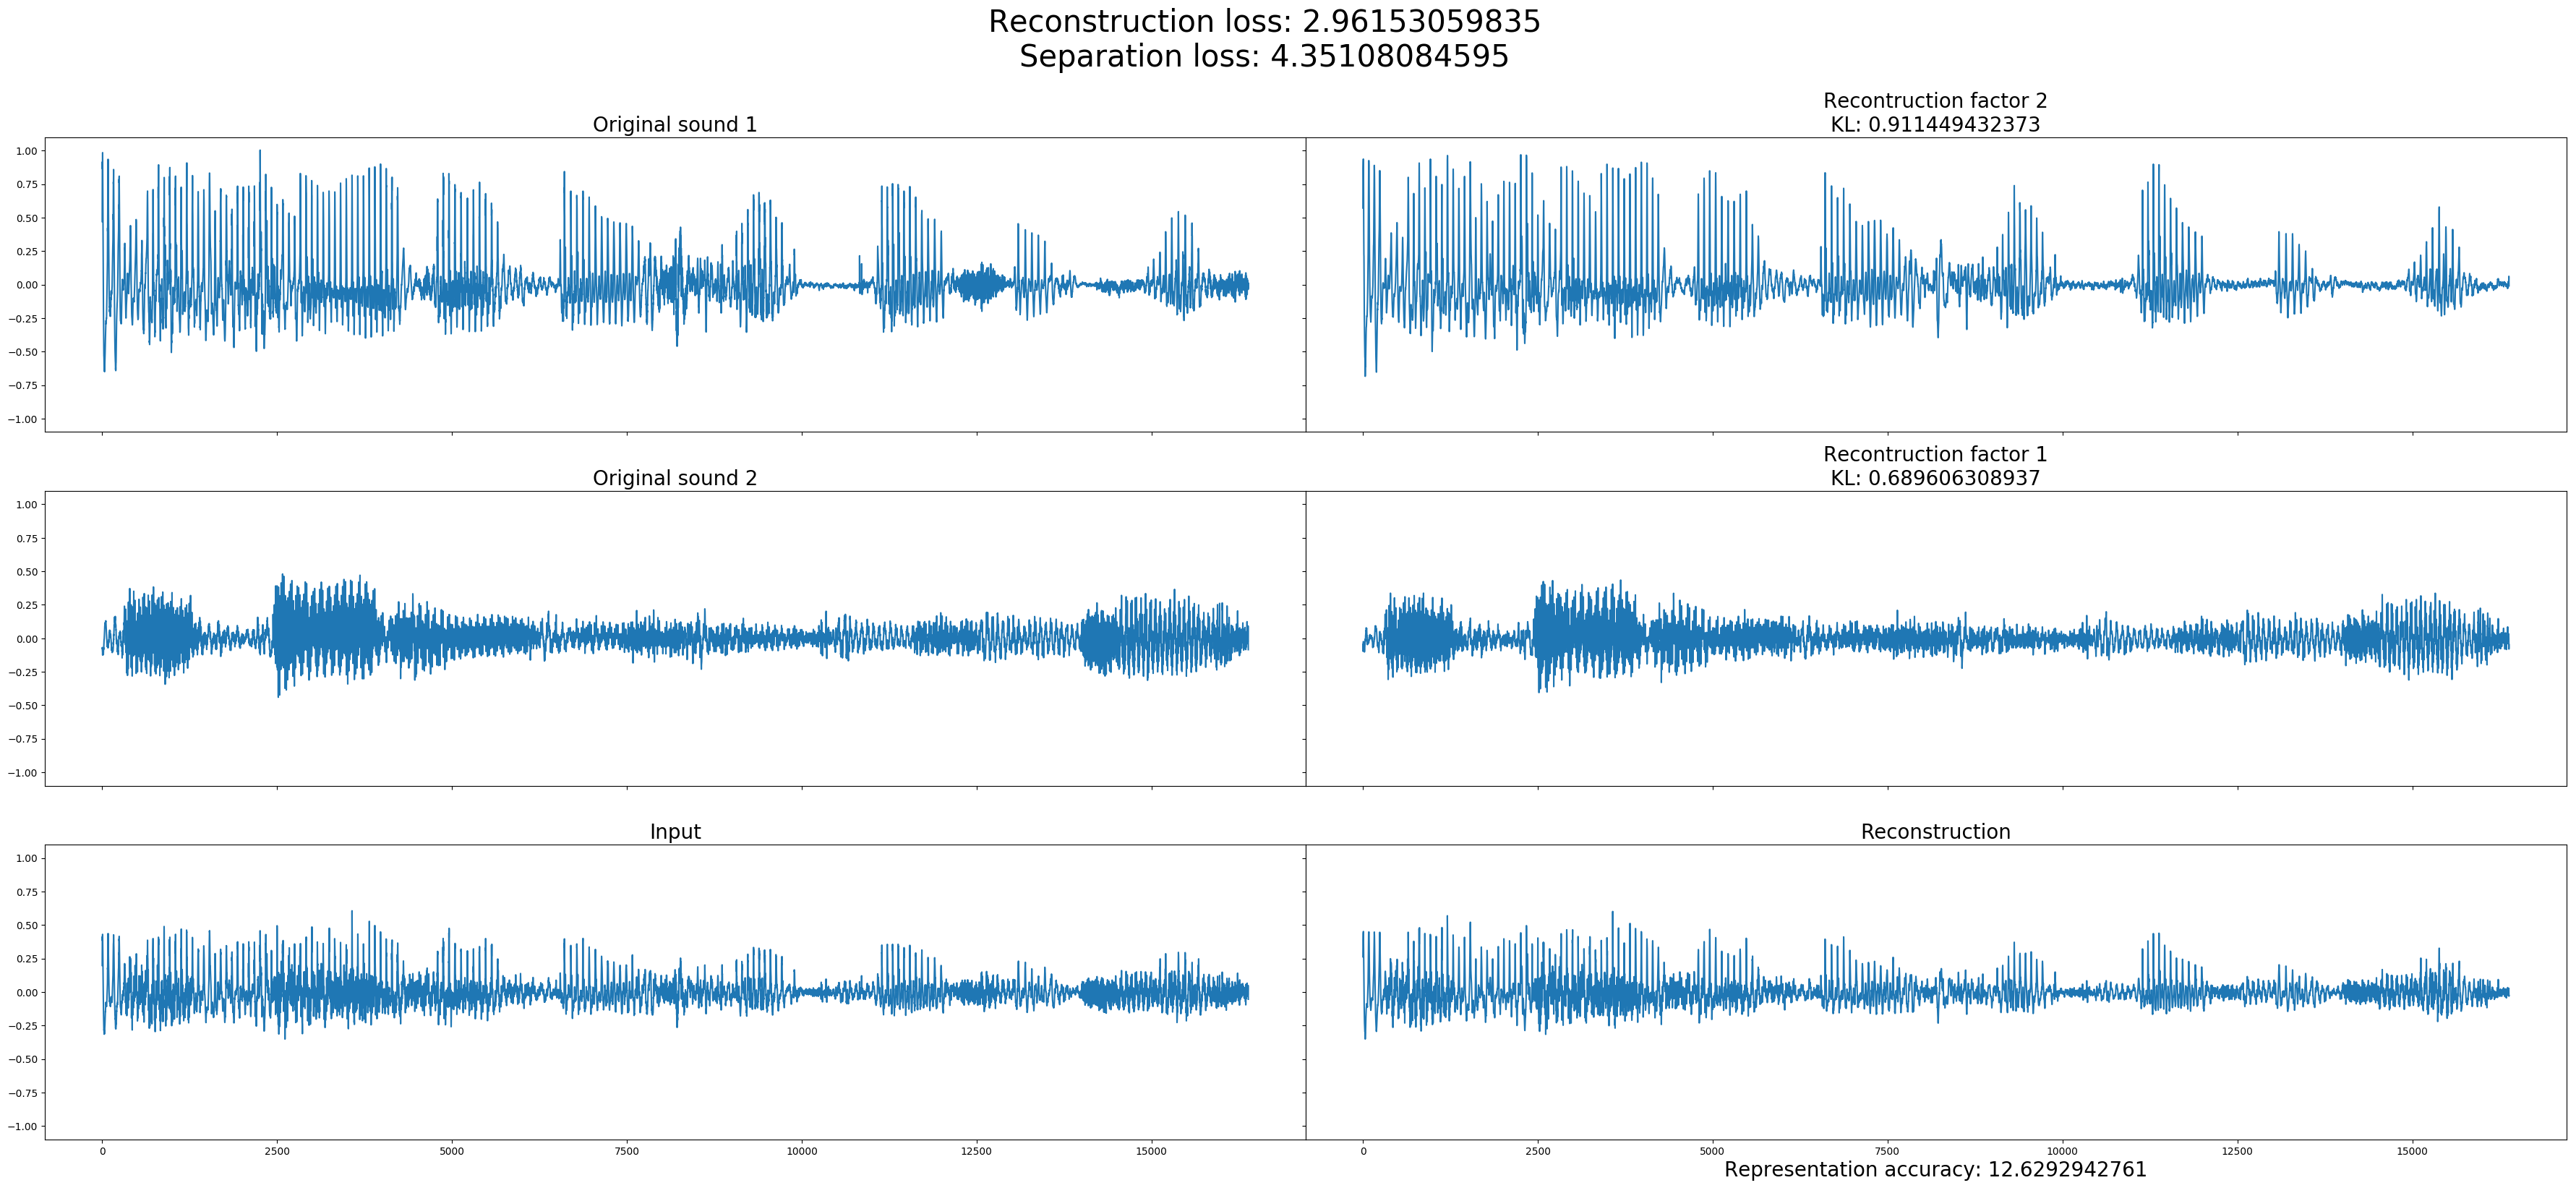 Reconstruction loss: 2.96153059835
Separation loss: 4.35108084595
Original sound 1
Recontruction factor 2
KL: 0.911449432373
1.00
0.75
0.50
0.25
0.00
−0.25
−0.50
−0.75
−1.00
Original sound 2
Recontruction factor 1
KL: 0.689606308937
1.00
0.75
0.50
0.25
0.00
−0.25
−0.50
−0.75
−1.00
Input
Reconstruction
1.00
0.75
0.50
0.25
0.00
−0.25
−0.50
−0.75
−1.00
0 2500 5000 7500 10000 12500 15000
0 2500 5000 7500 10000 12500 15000
Representation accuracy: 12.6292942761